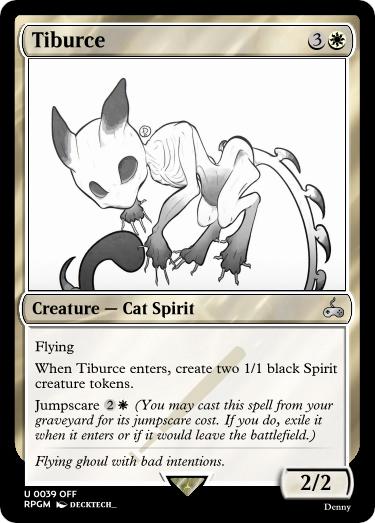 Tiburce 3
Creature — Cat Spirit
Flying
When Tiburce enters, create two 1/1 black Spirit
creature tokens.
Jumpscare 2 (You may cast this spell from your
graveyard for its jumpscare cost. If you do, exile it
when it enters or if it would leave the battlefield.)
Flying ghoul with bad intentions.
2/2
U 0039 OFF
RPGM DECKTECH_ Denny